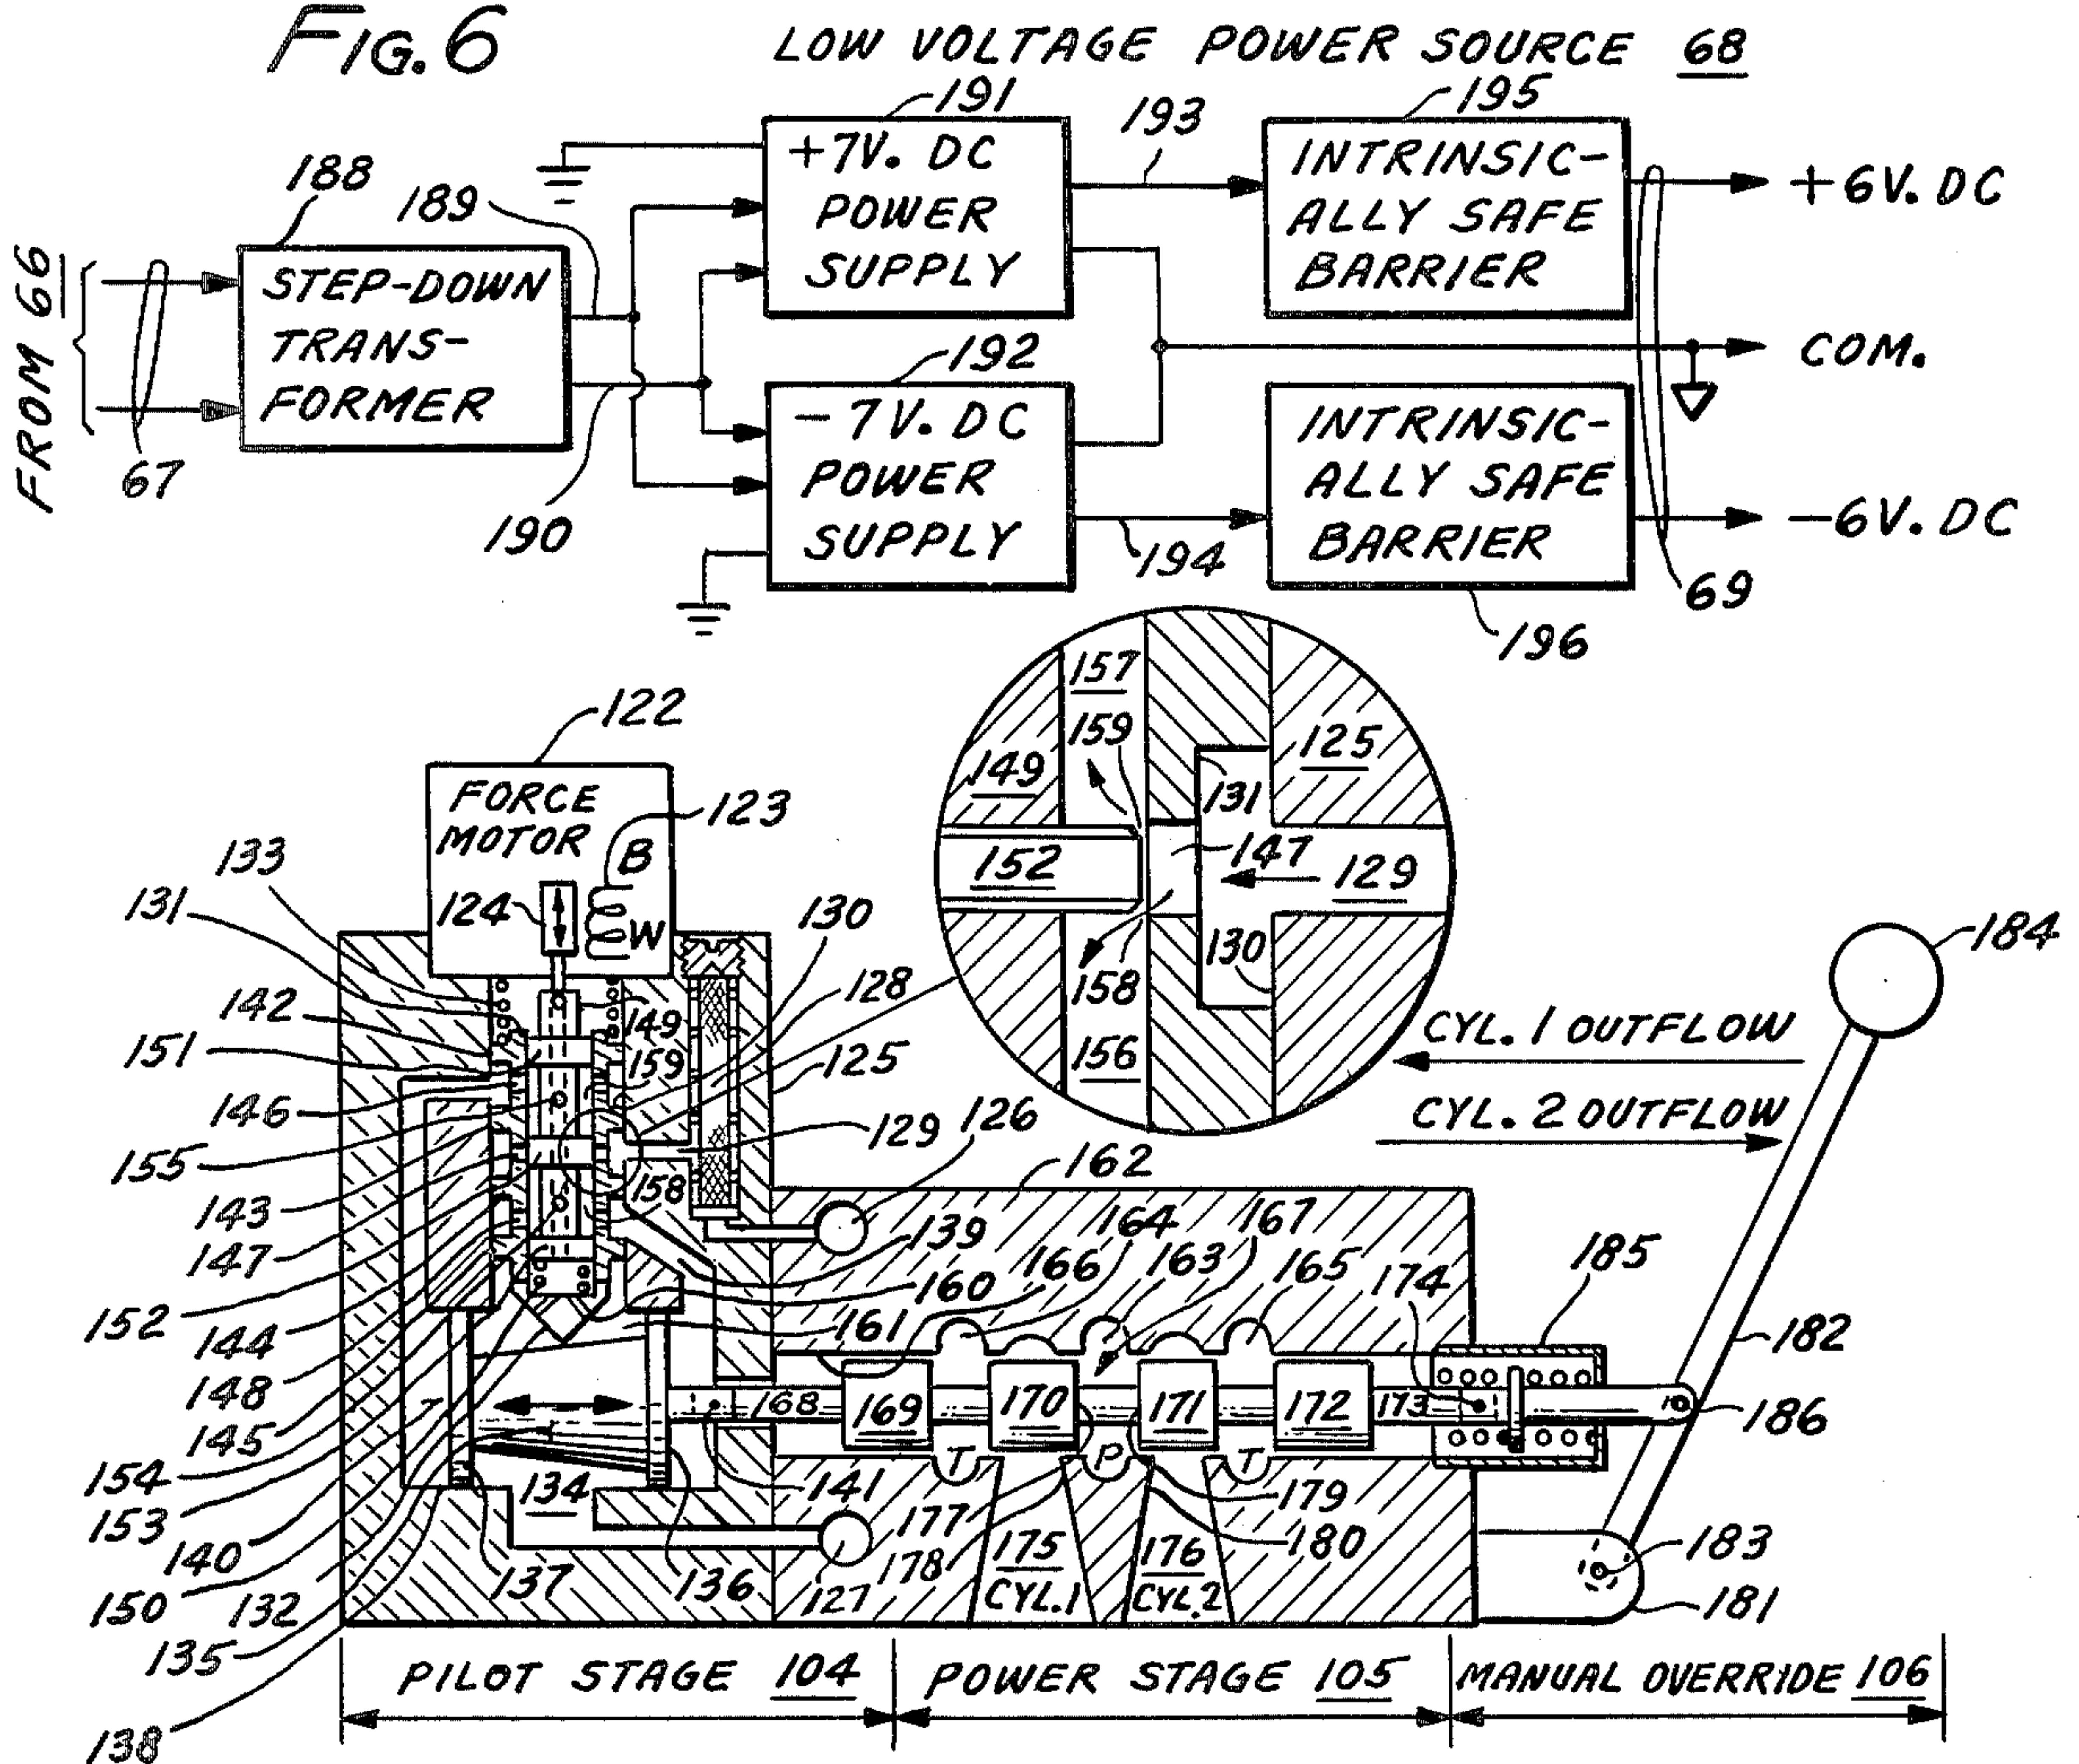 FIG. 6
LOW VOLTAGE POWER SOURCE 68
191
193
195
188
189
+7V. DC
POWER
SUPPLY
INTRINSIC-
ALLY SAFE
BARRIER
+6V. DC
FROM 66
STEP-DOWN
TRANS-
FORMER
COM.
67
190
192
-7V. DC
POWER
SUPPLY
194
INTRINSIC-
ALLY SAFE
BARRIER
-6V. DC
69
196
122
FORCE
MOTOR
123
B
W
124
157
159
149
125
131
152
147
129
130
158
156
133
131
142
151
146
155
143
147
152
144
148
145
154
153
140
150
132
135
138
149
159
158
130
128
125
129
126
139
160
161
134
137
136
141
127
162
164
167
166
163
165
174
168
169
170
171
172
173
T
P
T
177
178
179
180
175
CYL.1
176
CYL.2
CYL. 1 OUTFLOW
CYL. 2 OUTFLOW
184
185
182
186
183
181
PILOT STAGE 104
POWER STAGE 105
MANUAL OVERRIDE 106